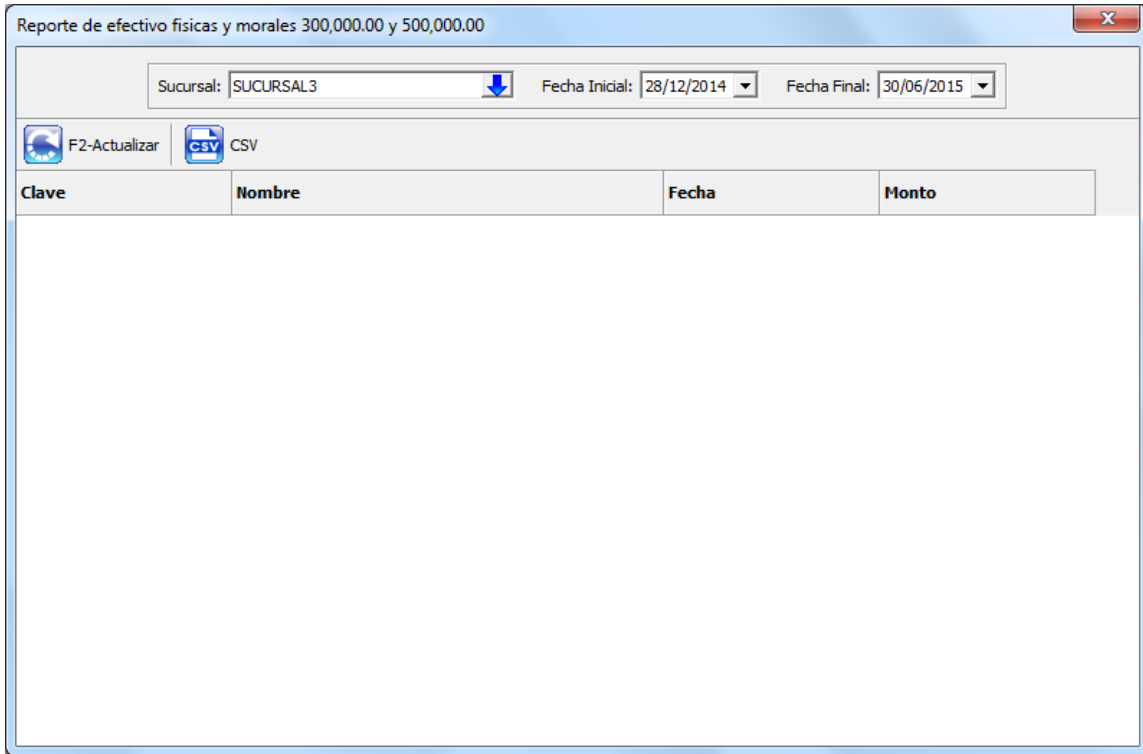 Reporte de efectivo fisicas y morales 300,000.00 y 500,000.00
Sucursal: SUCURSAL3 Fecha Inicial: 28/12/2014 Fecha Final: 30/06/2015
F2-Actualizar CSV CSV
Clave Nombre Fecha Monto